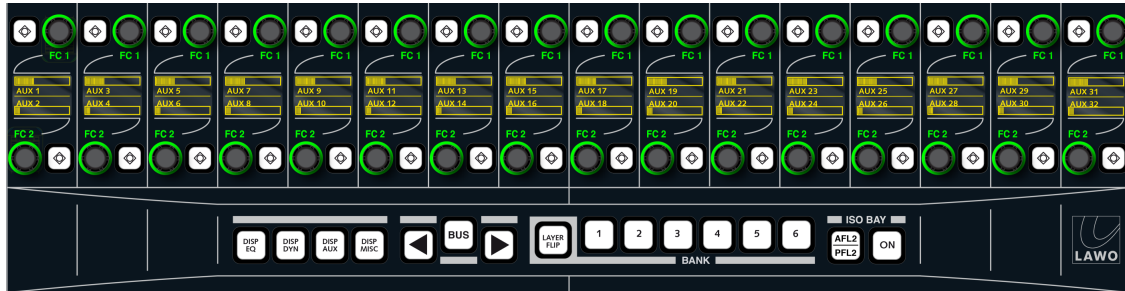 FC 1 FC 1 FC 1 FC 1 FC 1 FC 1 FC 1 FC 1 FC 1 FC 1 FC 1 FC 1 FC 1 FC 1 FC 1 FC 1
AUX 1 AUX 3 AUX 5 AUX 7 AUX 9 AUX 11 AUX 13 AUX 15 AUX 17 AUX 19 AUX 21 AUX 23 AUX 25 AUX 27 AUX 29 AUX 31
AUX 2 AUX 4 AUX 6 AUX 8 AUX 10 AUX 12 AUX 14 AUX 16 AUX 18 AUX 20 AUX 22 AUX 24 AUX 26 AUX 28 AUX 30 AUX 32
FC 2 FC 2 FC 2 FC 2 FC 2 FC 2 FC 2 FC 2 FC 2 FC 2 FC 2 FC 2 FC 2 FC 2 FC 2 FC 2
DISP EQ
DISP DYN
DISP AUX
DISP MISC
BUS
LAYER FLIP
1 2 3 4 5 6
BANK
ISO BAY
AFL2
PFL2
ON
LAWO